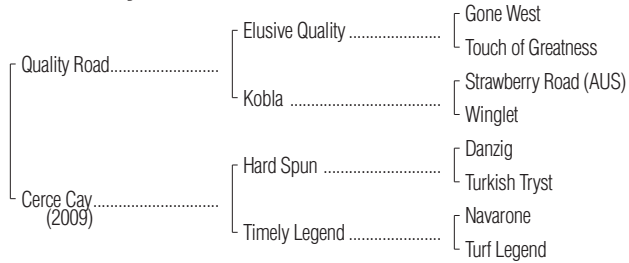 Gone West
Elusive Quality ....................
Touch of Greatness
Quality Road.......................
Strawberry Road (AUS)
Kobla .................................
Winglet
Danzig
Hard Spun .........................
Turkish Tryst
Cerce Cay...........................
(2009)
Navarone
Timely Legend ....................
Turf Legend